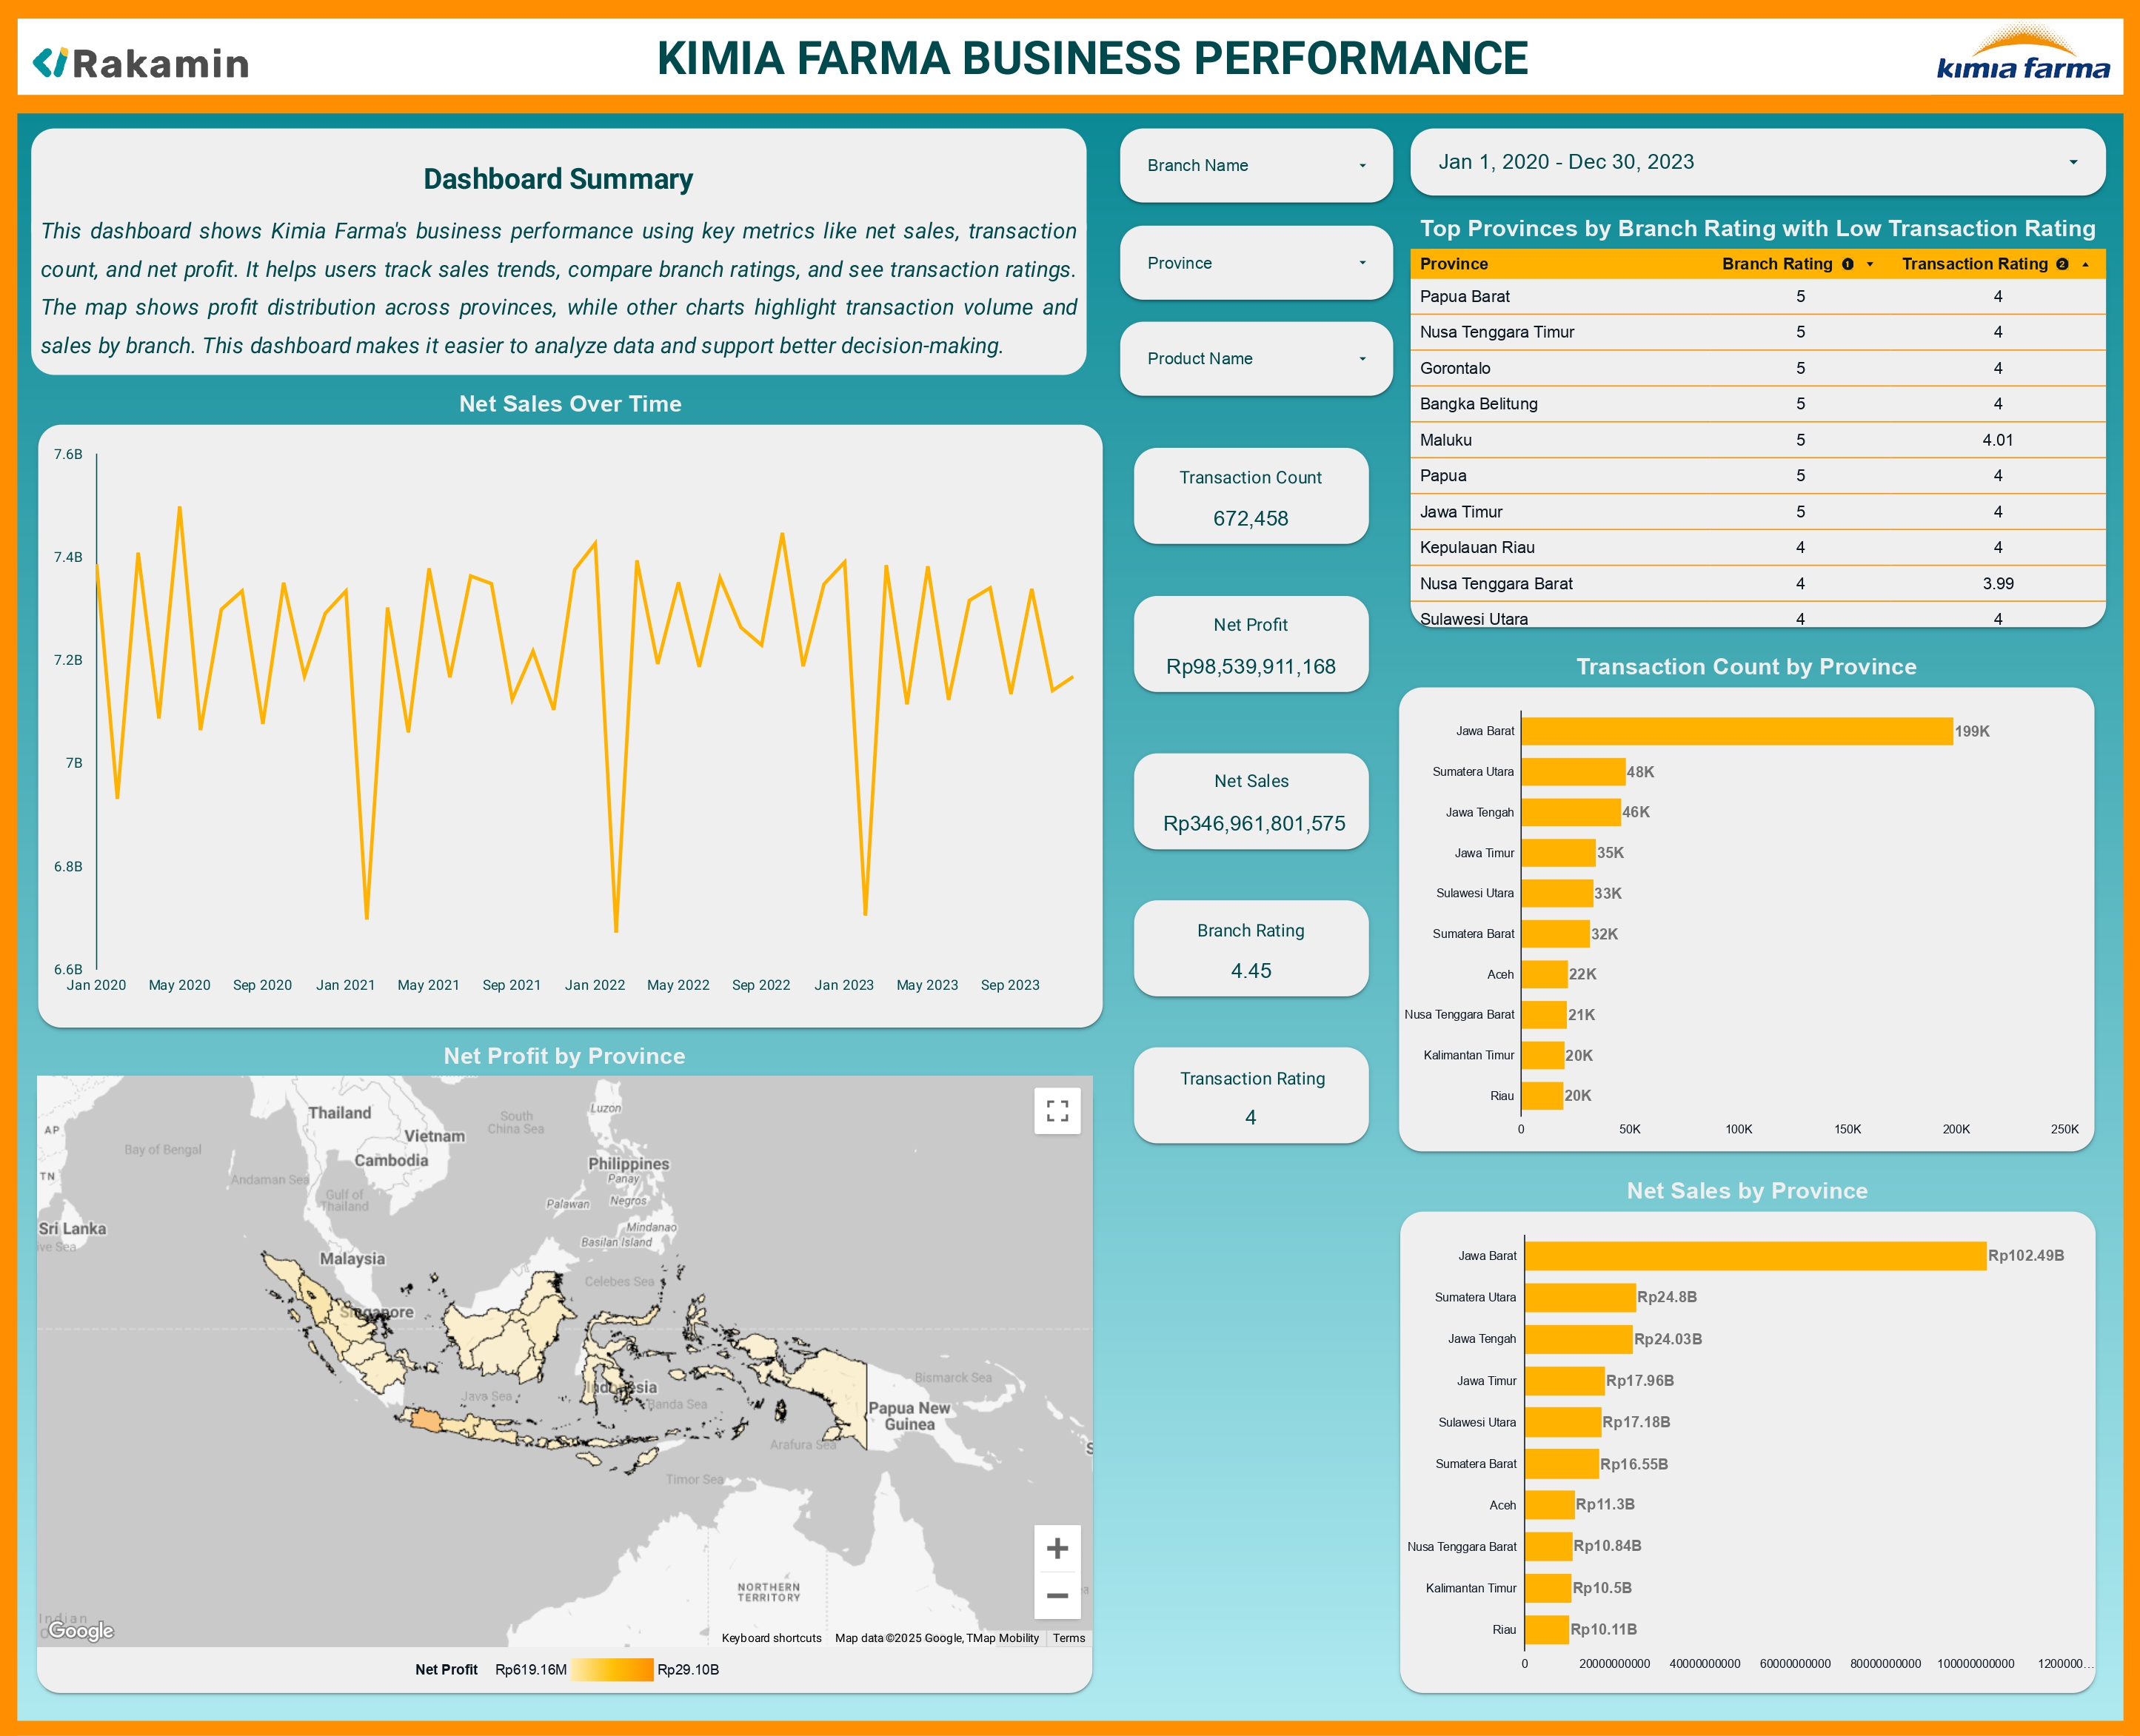 Rakamin
KIMIA FARMA BUSINESS PERFORMANCE
kimia farma
Dashboard Summary
This dashboard shows Kimia Farma's business performance using key metrics like net sales, transaction
count, and net profit. It helps users track sales trends, compare branch ratings, and see transaction ratings.
The map shows profit distribution across provinces, while other charts highlight transaction volume and
sales by branch. This dashboard makes it easier to analyze data and support better decision-making.
Branch Name
Province
Product Name
Jan 1, 2020 - Dec 30, 2023
Top Provinces by Branch Rating with Low Transaction Rating
Province Branch Rating 1 Transaction Rating 2
Papua Barat 5 4
Nusa Tenggara Timur 5 4
Gorontalo 5 4
Bangka Belitung 5 4
Maluku 5 4.01
Papua 5 4
Jawa Timur 5 4
Kepulauan Riau 4 4
Nusa Tenggara Barat 4 3.99
Sulawesi Utara 4 4
Net Sales Over Time
7.6B
7.4B
7.2B
7B
6.8B
6.6B
Jan 2020 May 2020 Sep 2020 Jan 2021 May 2021 Sep 2021 Jan 2022 May 2022 Sep 2022 Jan 2023 May 2023 Sep 2023
Transaction Count
672,458
Net Profit
Rp98,539,911,168
Net Sales
Rp346,961,801,575
Branch Rating
4.45
Transaction Rating
4
Transaction Count by Province
Jawa Barat 199K
Sumatera Utara 48K
Jawa Tengah 46K
Jawa Timur 35K
Sulawesi Utara 33K
Sumatera Barat 32K
Aceh 22K
Nusa Tenggara Barat 21K
Kalimantan Timur 20K
Riau 20K
0 50K 100K 150K 200K 250K
Net Profit by Province
Thailand
Vietnam
Cambodia
South
China Sea
Luzon
AP
Bay of Bengal
TN
Andaman Sea
Gulf of
Thailand
Philippines
Panay
Palawan
Negros
Mindanao
Basilan Island
Sri Lanka
ve Sea
Malaysia
Celebes Sea
Singapore
Indonesia
Java Sea
Banda Sea
Bismarck Sea
Papua New
Guinea
Arafura Sea
S
Timor Sea
NORTHERN
TERRITORY
Indian
Google
+
−
Keyboard shortcuts Map data ©2025 Google, TMap Mobility Terms
Net Profit Rp619.16M Rp29.10B
Net Sales by Province
Jawa Barat Rp102.49B
Sumatera Utara Rp24.8B
Jawa Tengah Rp24.03B
Jawa Timur Rp17.96B
Sulawesi Utara Rp17.18B
Sumatera Barat Rp16.55B
Aceh Rp11.3B
Nusa Tenggara Barat Rp10.84B
Kalimantan Timur Rp10.5B
Riau Rp10.11B
0 20000000000 40000000000 60000000000 80000000000 100000000000 1200000...